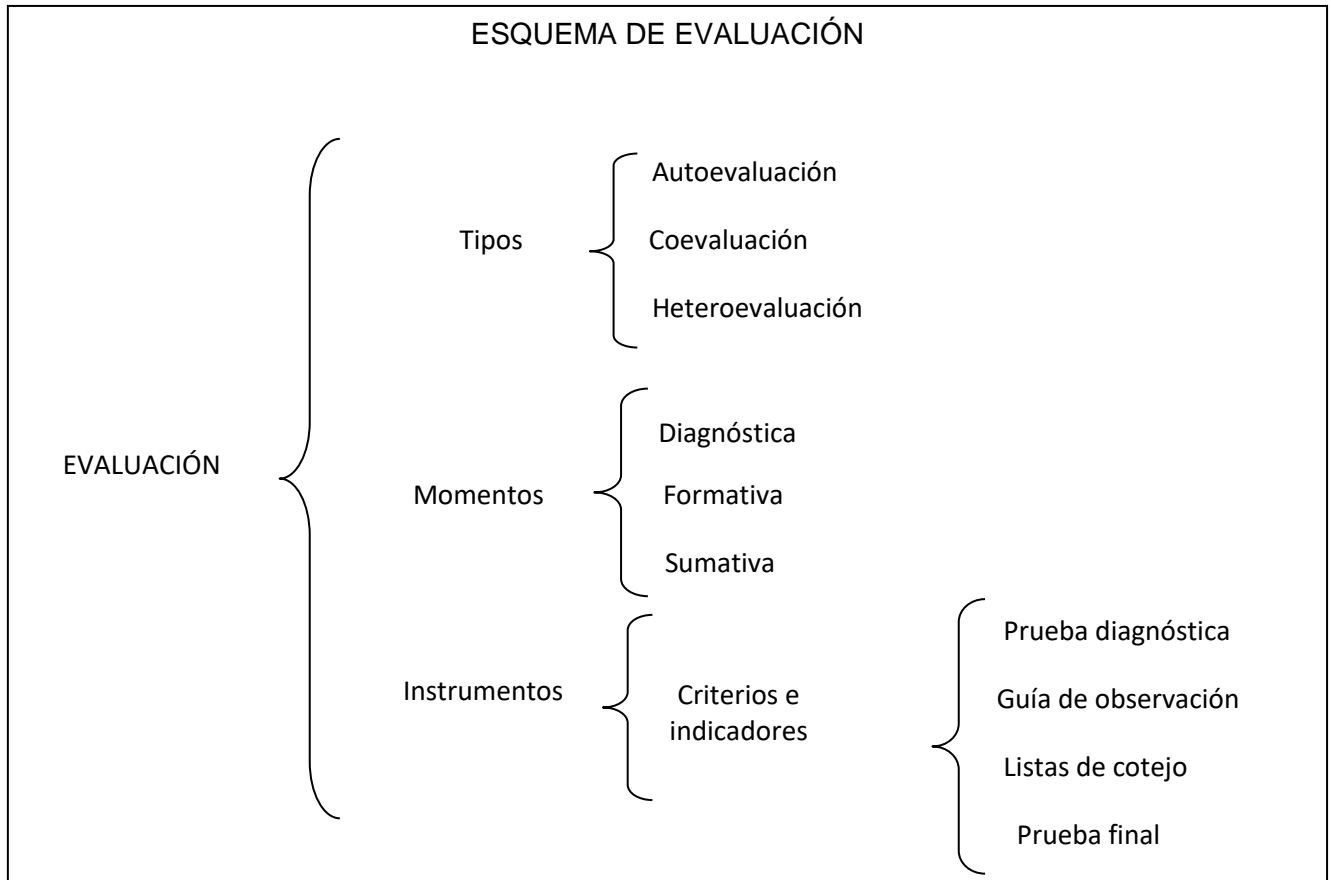 ESQUEMA DE EVALUACIÓN
EVALUACIÓN
Tipos
Autoevaluación
Coevaluación
Heteroevaluación
Momentos
Diagnóstica
Formativa
Sumativa
Instrumentos
Criterios e
indicadores
Prueba diagnóstica
Guía de observación
Listas de cotejo
Prueba final